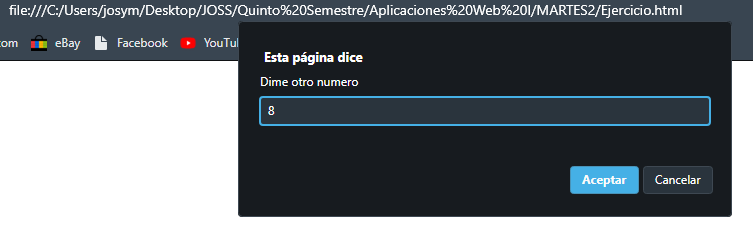 file:///C:/Users/josym/Desktop/JOSS/Quinto%20Semestre/Aplicaciones%20Web%20I/MARTES2/Ejercicio.html
om eBay Facebook YouTu
Esta página dice
Dime otro numero
8
Aceptar Cancelar